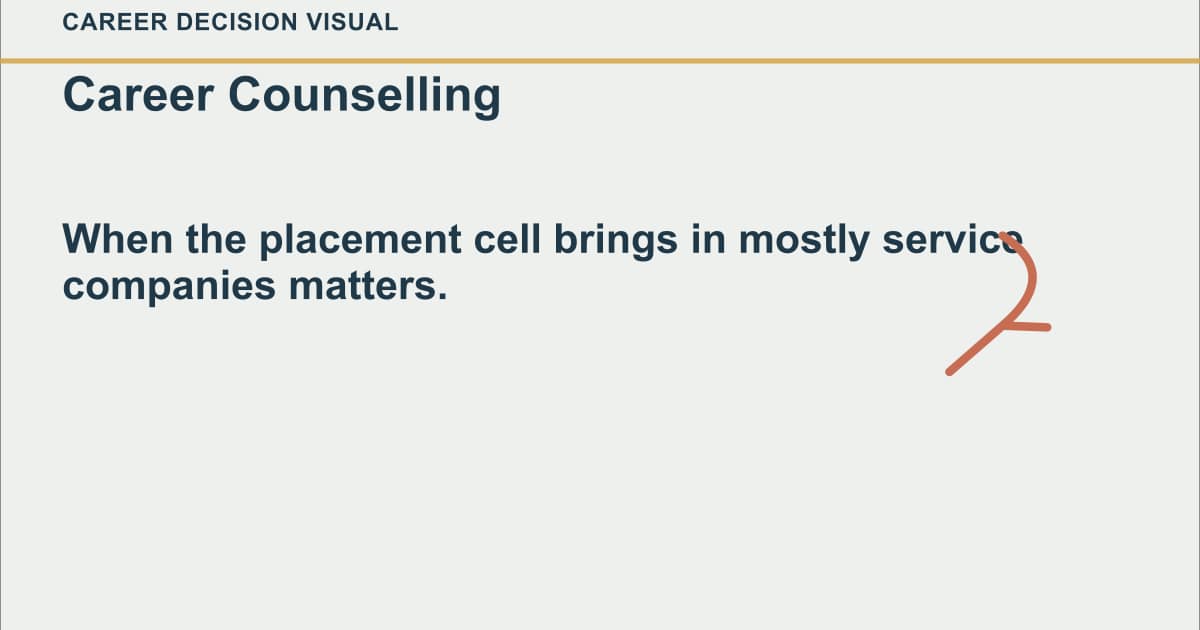 CAREER DECISION VISUAL
Career Counselling
When the placement cell brings in mostly service
companies matters.